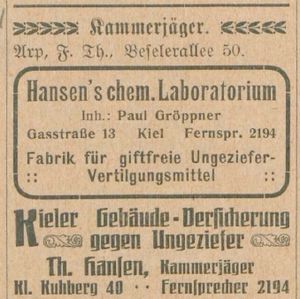 Kammerjäger.
Arp, F. Th., Beselerallee 50.
Hansen's chem. Laboratorium
Inh.: Paul Gröppner
Gasstraße 13 Kiel Fernspr. 2194
Fabrik für giftfreie Ungeziefer-
:: Vertilgungsmittel ::
Kieler Gebäude-Versicherung
gegen Ungeziefer
Th. Hansen, Kammerjäger
Kl. Kuhberg 40 ·· Fernsprecher 2194